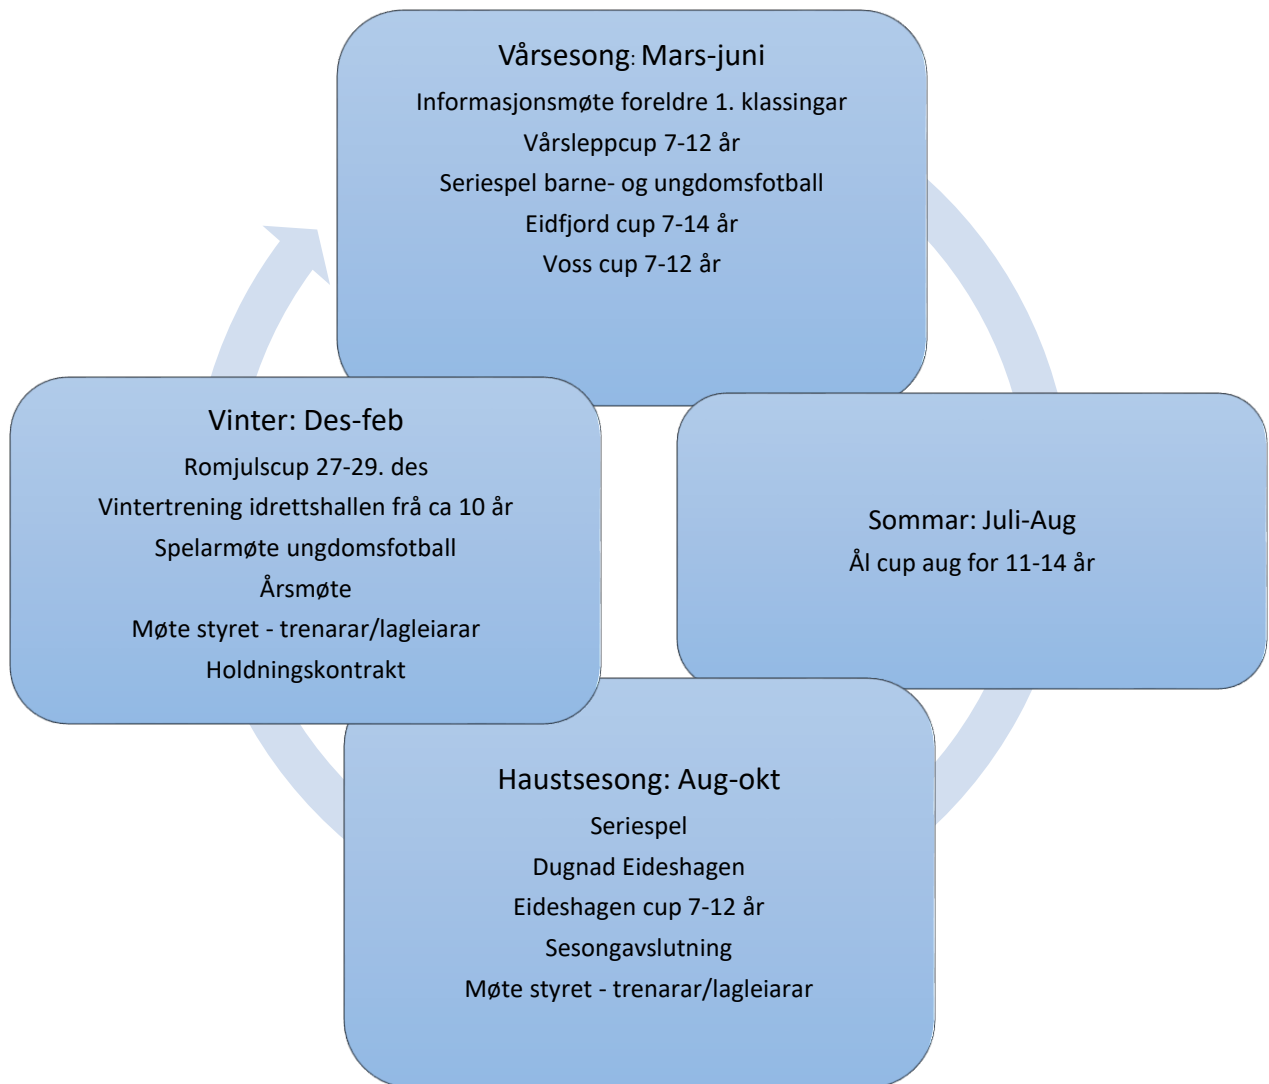 Vårsesong: Mars-juni
Informasjonsmøte foreldre 1. klassingar
Vårsleppcup 7-12 år
Seriespel barne- og ungdomsfotball
Eidfjord cup 7-14 år
Voss cup 7-12 år
Sommar: Juli-Aug
Ål cup aug for 11-14 år
Haustsesong: Aug-okt
Seriespel
Dugnad Eideshagen
Eideshagen cup 7-12 år
Sesongavslutning
Møte styret - trenarar/lagleiarar
Vinter: Des-feb
Romjulscup 27-29. des
Vintertrening idrettshallen frå ca 10 år
Spelarmøte ungdomsfotball
Årsmøte
Møte styret - trenarar/lagleiarar
Holdningskontrakt